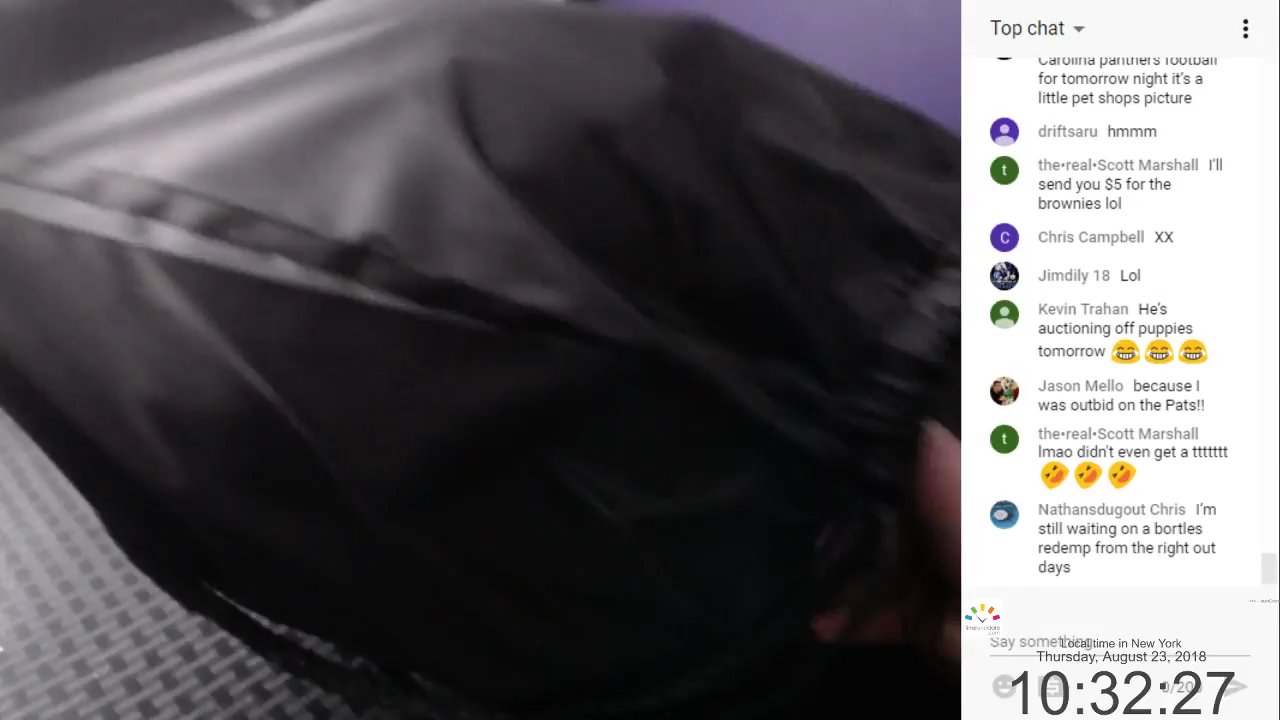 Top chat
Carolina panthers football
for tomorrow night it's a
little pet shops picture
driftsaru hmmm
the•real•Scott Marshall I'll
send you $5 for the
brownies lol
Chris Campbell XX
Jimdily 18 Lol
Kevin Trahan He's
auctioning off puppies
tomorrow 😂 😂 😂
Jason Mello because I
was outbid on the Pats!!
the•real•Scott Marshall
lmao didn't even get a ttttttt
🤣 🤣 🤣
Nathansdugout Chris I'm
still waiting on a bortles
redemp from the right out
days
Say something...
Local time in New York
Thursday, August 23, 2018
0/200
10:32:27